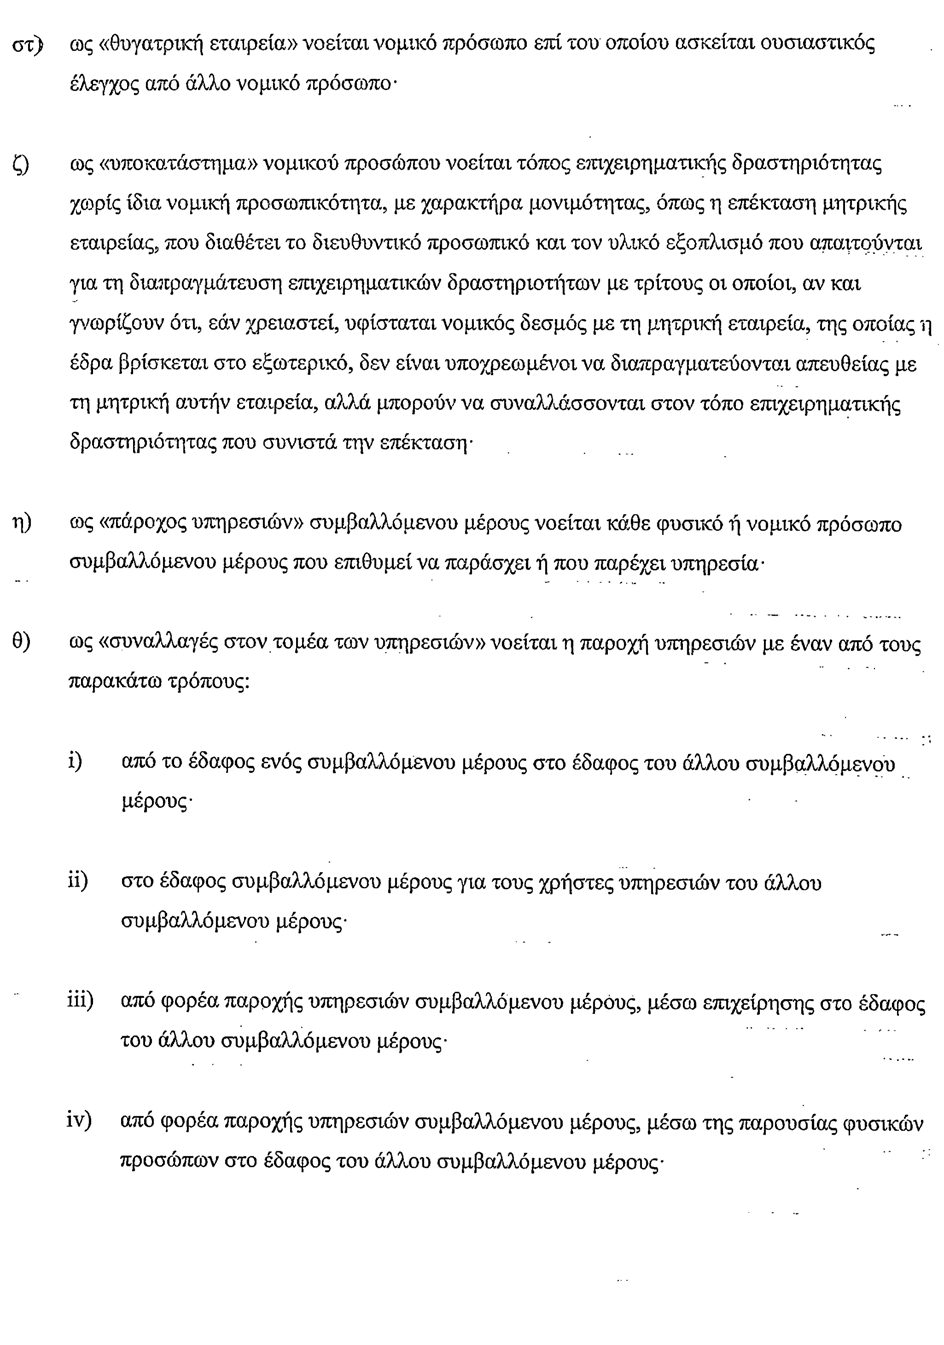 στ) ως «θυγατρική εταιρεία» νοείται νομικό πρόσωπο επί του οποίου ασκείται ουσιαστικός
έλεγχος από άλλο νομικό πρόσωπο·
ζ) ως «υποκατάστημα» νομικού προσώπου νοείται τόπος επιχειρηματικής δραστηριότητας
χωρίς ίδια νομική προσωπικότητα, με χαρακτήρα μονιμότητας, όπως η επέκταση μητρικής
εταιρείας, που διαθέτει το διευθυντικό προσωπικό και τον υλικό εξοπλισμό που απαιτούνται
για τη διαπραγμάτευση επιχειρηματικών δραστηριοτήτων με τρίτους οι οποίοι, αν και
γνωρίζουν ότι, εάν χρειαστεί, υφίσταται νομικός δεσμός με τη μητρική εταιρεία, της οποίας η
έδρα βρίσκεται στο εξωτερικό, δεν είναι υποχρεωμένοι να διαπραγματεύονται απευθείας με
τη μητρική αυτήν εταιρεία, αλλά μπορούν να συναλλάσσονται στον τόπο επιχειρηματικής
δραστηριότητας που συνιστά την επέκταση·
η) ως «πάροχος υπηρεσιών» συμβαλλόμενου μέρους νοείται κάθε φυσικό ή νομικό πρόσωπο
συμβαλλόμενου μέρους που επιθυμεί να παράσχει ή που παρέχει υπηρεσία·
θ) ως «συναλλαγές στον τομέα των υπηρεσιών» νοείται η παροχή υπηρεσιών με έναν από τους
παρακάτω τρόπους:
i) από το έδαφος ενός συμβαλλόμενου μέρους στο έδαφος του άλλου συμβαλλόμενου
μέρους·
ii) στο έδαφος συμβαλλόμενου μέρους για τους χρήστες υπηρεσιών του άλλου
συμβαλλόμενου μέρους·
iii) από φορέα παροχής υπηρεσιών συμβαλλόμενου μέρους, μέσω επιχείρησης στο έδαφος
του άλλου συμβαλλόμενου μέρους·
iv) από φορέα παροχής υπηρεσιών συμβαλλόμενου μέρους, μέσω της παρουσίας φυσικών
προσώπων στο έδαφος του άλλου συμβαλλόμενου μέρους·